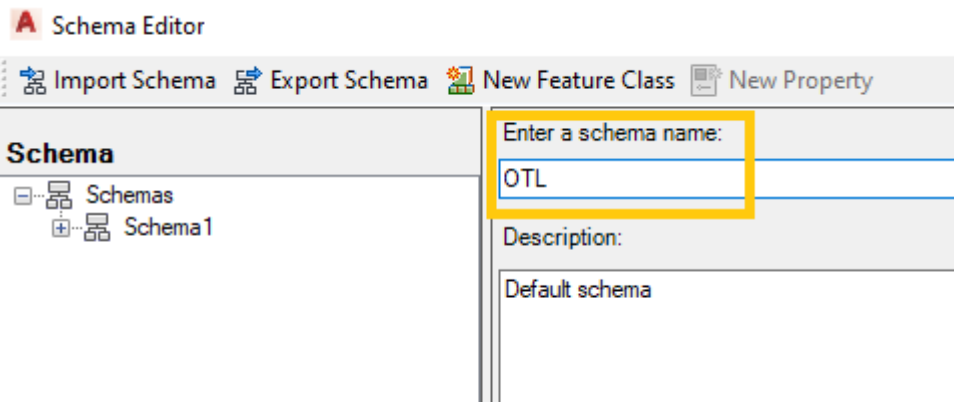 Schema Editor
Import Schema Export Schema New Feature Class New Property
Schema
Schemas
Schema1
Enter a schema name:
OTL
Description:
Default schema